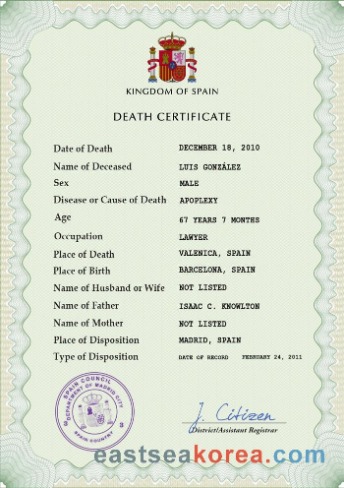 KINGDOM OF SPAIN
DEATH CERTIFICATE
Date of Death DECEMBER 18, 2010
Name of Deceased LUIS GONZÁLEZ
Sex MALE
Disease or Cause of Death APOPLEXY
Age 67 YEARS 7 MONTHS
Occupation LAWYER
Place of Death VALENICA, SPAIN
Place of Birth BARCELONA, SPAIN
Name of Husband or Wife NOT LISTED
Name of Father ISAAC C. KNOWLTON
Name of Mother NOT LISTED
Place of Disposition MADRID, SPAIN
Type of Disposition DATE OF RECORD FEBRUARY 24, 2011
SPAIN COUNCIL
DEPARTMENT OF MADRID CITY
SPAIN COUNTRY
J. Citizen
District/Assistant Registrar
eastseakorea.com